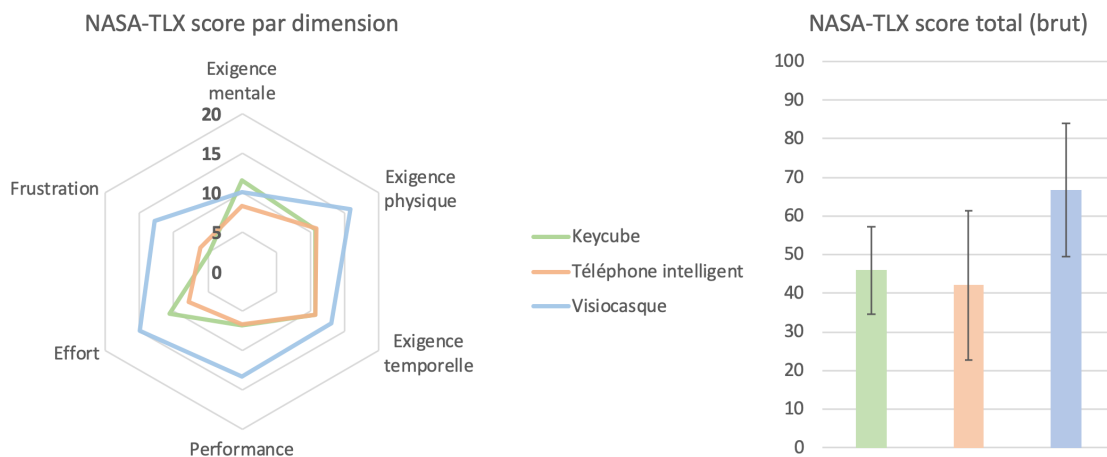 NASA-TLX score par dimension
Exigence
mentale
20
15
10
5
0
Exigence
physique
Exigence
temporelle
Performance
Effort
Frustration
Keycube
Téléphone intelligent
Visiocasque
NASA-TLX score total (brut)
100
90
80
70
60
50
40
30
20
10
0